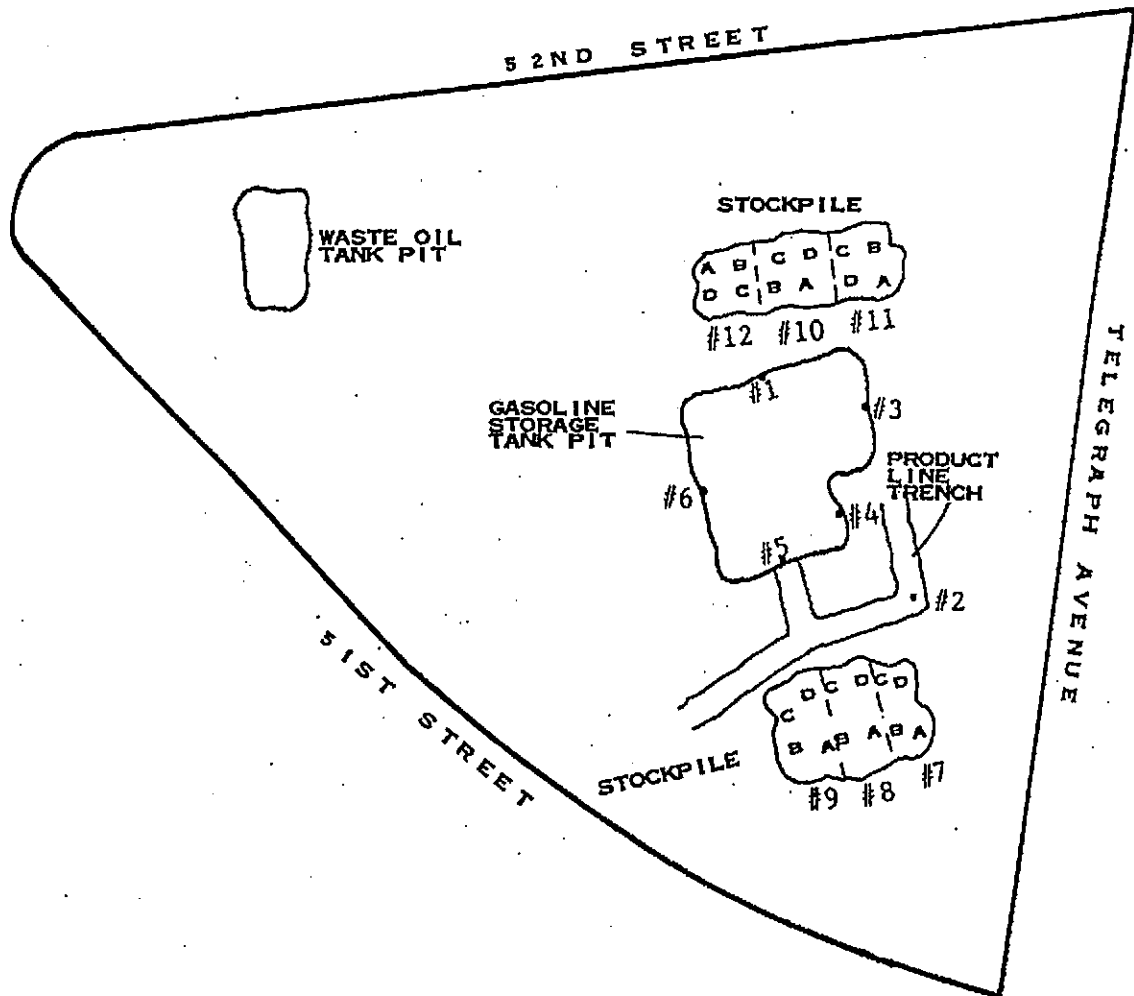 52ND STREET
STOCKPILE
WASTE OIL
TANK PIT
A B C D C B
D C B A D A
#12 #10 #11
#1
GASOLINE
STORAGE
TANK PIT
#3
PRODUCT
LINE
TRENCH
#6
#4
#5
#2
TELEGRAPH AVENUE
51ST STREET
C D C D C D
B A B A B A
STOCKPILE
#9 #8 #7